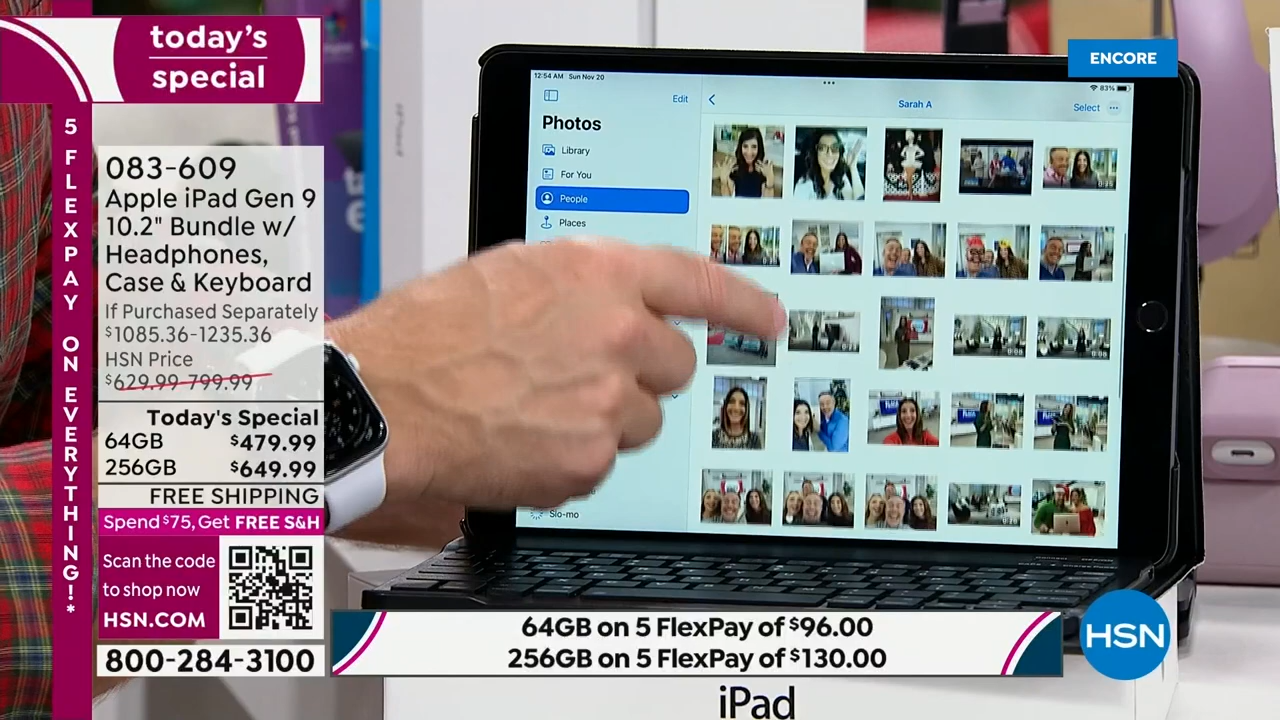 today's
special
ENCORE
5 FLEXPAY ON EVERYTHING!*
083-609
Apple iPad Gen 9
10.2" Bundle w/
Headphones,
Case & Keyboard
If Purchased Separately
$1085.36-1235.36
HSN Price
$629.99-799.99
Today's Special
64GB $479.99
256GB $649.99
FREE SHIPPING
Spend $75, Get FREE S&H
Scan the code
to shop now
HSN.COM
800-284-3100
12:54 AM Sun Nov 20
83%
Edit
Photos
Library
For You
People
Places
Sio-mo
Sarah A
Select
64GB on 5 FlexPay of $96.00
256GB on 5 FlexPay of $130.00
HSN
iPad